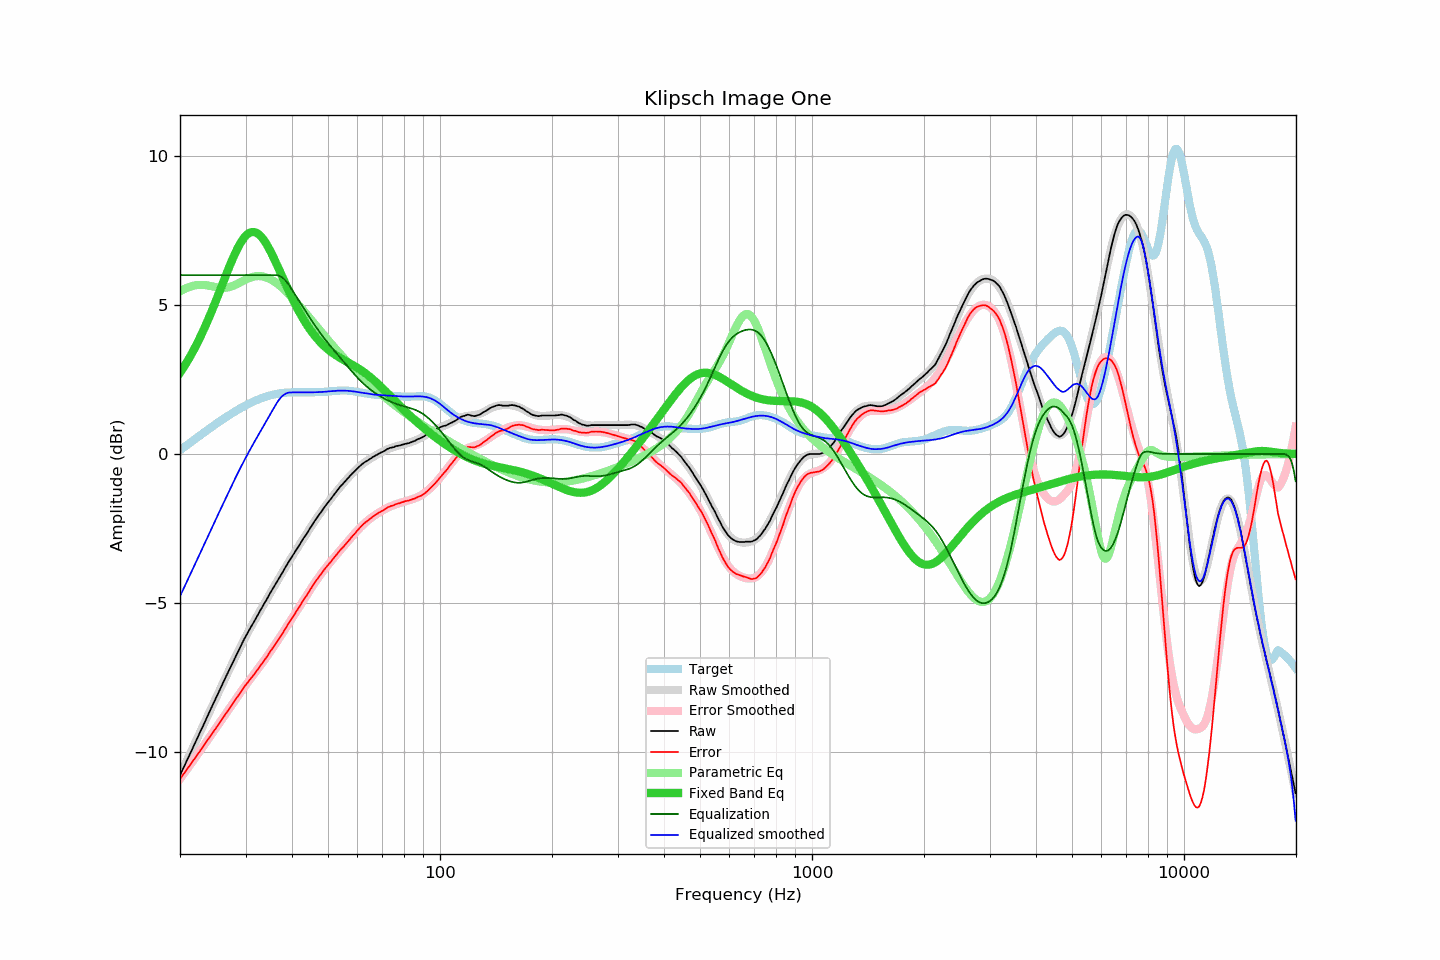 Klipsch Image One
Amplitude (dBr)
10
5
0
−5
−10
100
1000
10000
Frequency (Hz)
Target
Raw Smoothed
Error Smoothed
Raw
Error
Parametric Eq
Fixed Band Eq
Equalization
Equalized smoothed